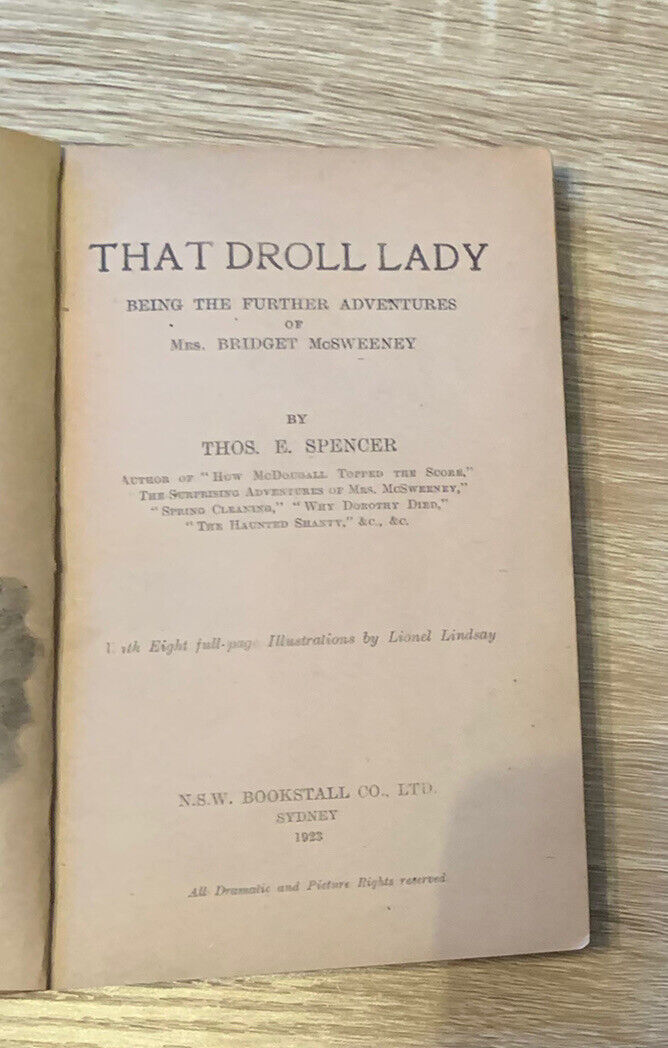 THAT DROLL LADY
BEING THE FURTHER ADVENTURES
OF
MRS. BRIDGET McSWEENEY
BY
THOS. E. SPENCER
AUTHOR OF "HOW MCDOUGALL TOPPED THE SCORE,"
THE SURPRISING ADVENTURES OF MRS. MCSWEENEY,"
"SPRING CLEANING," "WHY DOROTHY DIED,"
"THE HAUNTED SHANTY," &C., &C.
With Eight full-page Illustrations by Lionel Lindsay
N.S.W. BOOKSTALL CO., LTD.
SYDNEY
1923
All Dramatic and Picture Rights reserved